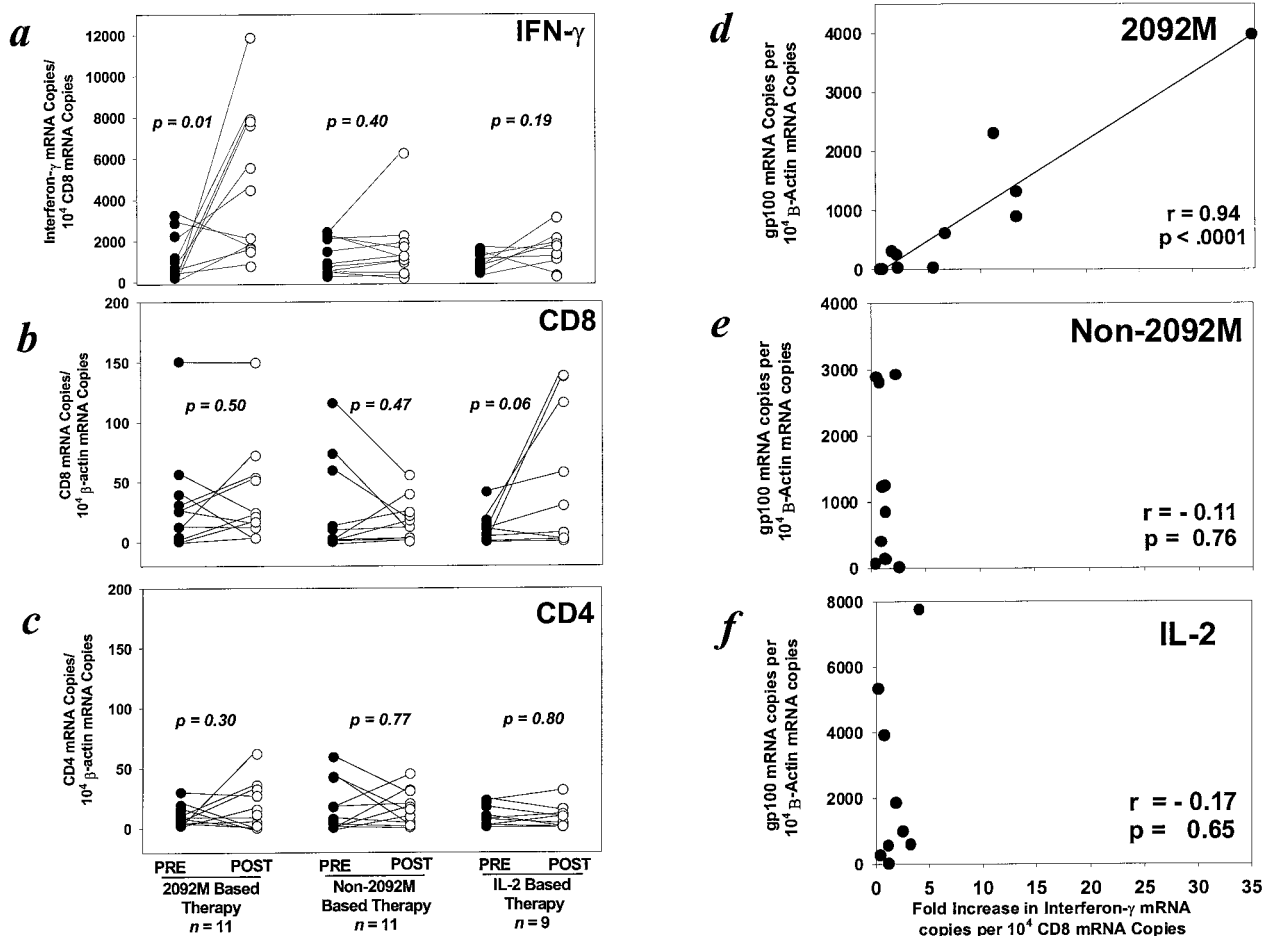 a
IFN-γ
Interferon-γ mRNA Copies/
10⁴ CD8 mRNA Copies
12000
10000
8000
6000
4000
2000
0
p = 0.01
p = 0.40
p = 0.19
b
CD8
CD8 mRNA Copies/
10⁴ β-actin mRNA Copies
200
150
100
50
0
p = 0.50
p = 0.47
p = 0.06
c
CD4
CD4 mRNA Copies/
10⁴ β-actin mRNA Copies
200
150
100
50
0
p = 0.30
p = 0.77
p = 0.80
PRE POST PRE POST PRE POST
2092M Based
Therapy
n = 11
Non-2092M
Based Therapy
n = 11
IL-2 Based
Therapy
n = 9
d
2092M
gp100 mRNA Copies per
10⁴ B-Actin mRNA Copies
4000
3000
2000
1000
0
r = 0.94
p < .0001
e
Non-2092M
gp100 mRNA copies per
10⁴ B-Actin mRNA copies
4000
3000
2000
1000
0
r = - 0.11
p = 0.76
f
IL-2
gp100 mRNA copies per
10⁴ B-Actin mRNA copies
8000
6000
4000
2000
0
r = - 0.17
p = 0.65
0 5 10 15 20 25 30 35
Fold Increase in Interferon-γ mRNA
copies per 10⁴ CD8 mRNA Copies